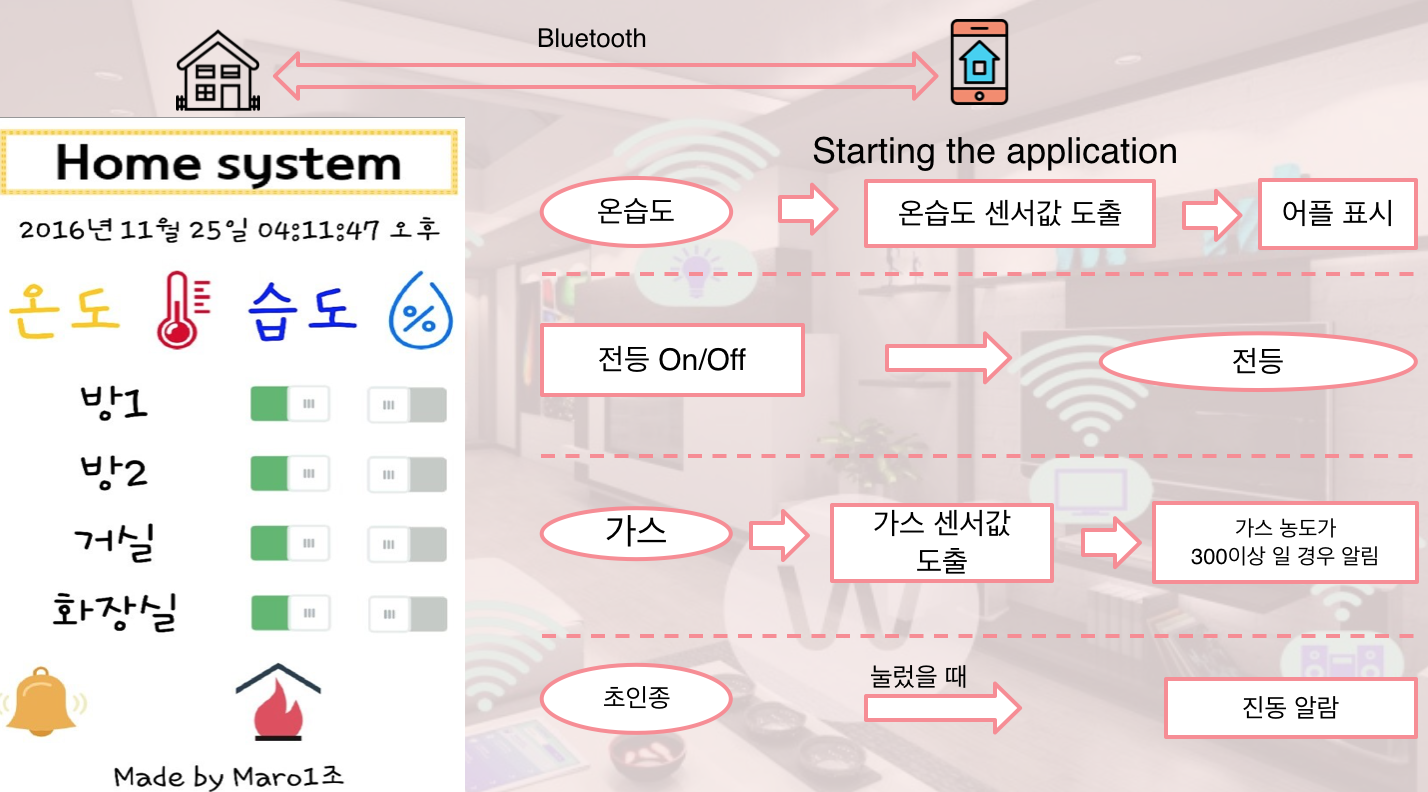 Bluetooth
Home system
2016년 11월 25일 04:11:47 오후
온도 습도 %
방1
방2
거실
화장실
Made by Maro1조
Starting the application
온습도
온습도 센서값 도출
어플 표시
전등 On/Off
전등
가스
가스 센서값
도출
가스 농도가
300이상 일 경우 알림
초인종
눌렀을 때
진동 알람
W